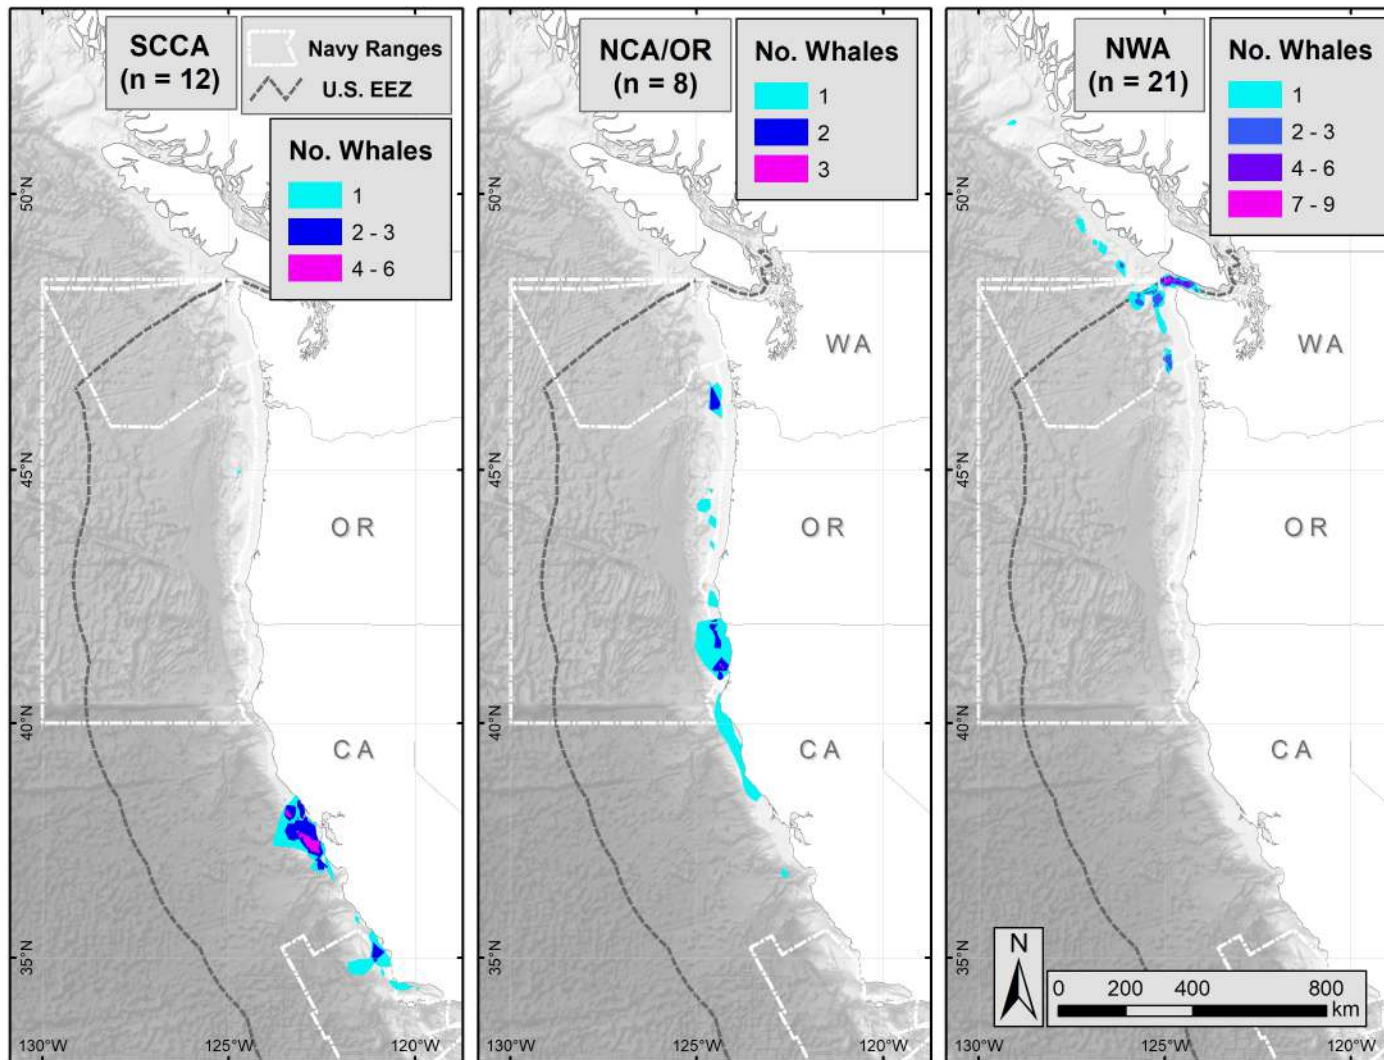 SCCA
(n = 12)
Navy Ranges
U.S. EEZ
No. Whales
1
2 - 3
4 - 6
50°N
45°N
OR
40°N
CA
35°N
130°W
125°W
120°W
NCA/OR
(n = 8)
No. Whales
1
2
3
50°N
WA
45°N
OR
40°N
CA
35°N
130°W
125°W
120°W
NWA
(n = 21)
No. Whales
1
2 - 3
4 - 6
7 - 9
50°N
WA
45°N
OR
40°N
CA
35°N
N
0 200 400 800
km
130°W
125°W
120°W